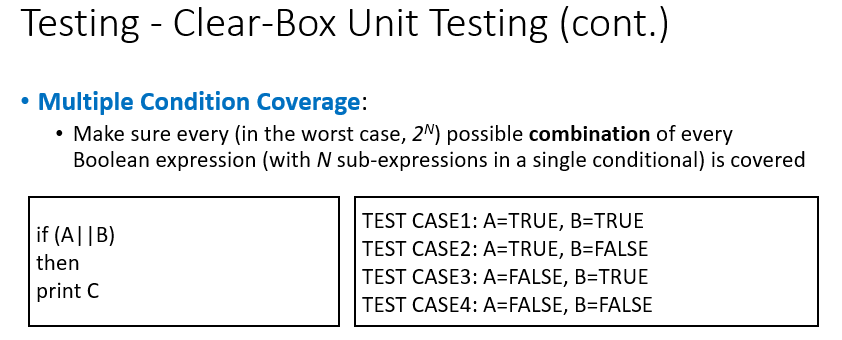 Testing - Clear-Box Unit Testing (cont.)
• Multiple Condition Coverage:
• Make sure every (in the worst case, 2^N) possible combination of every
Boolean expression (with N sub-expressions in a single conditional) is covered
if (A||B)
then
print C
TEST CASE1: A=TRUE, B=TRUE
TEST CASE2: A=TRUE, B=FALSE
TEST CASE3: A=FALSE, B=TRUE
TEST CASE4: A=FALSE, B=FALSE